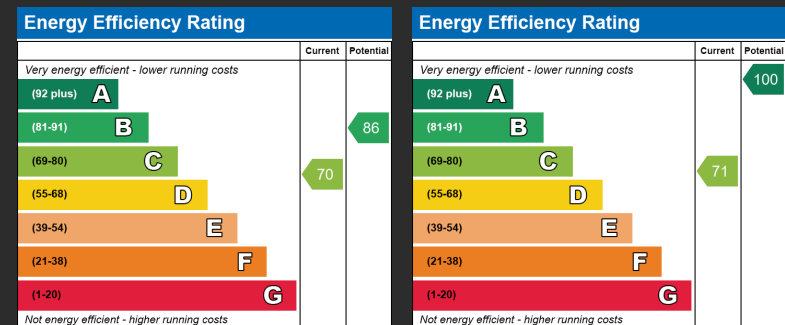 Energy Efficiency Rating
Current Potential
Very energy efficient - lower running costs
(92 plus) A
(81-91) B
86
(69-80) C
70
(55-68) D
(39-54) E
(21-38) F
(1-20) G
Not energy efficient - higher running costs
Energy Efficiency Rating
Current Potential
Very energy efficient - lower running costs
100
(92 plus) A
(81-91) B
(69-80) C
71
(55-68) D
(39-54) E
(21-38) F
(1-20) G
Not energy efficient - higher running costs